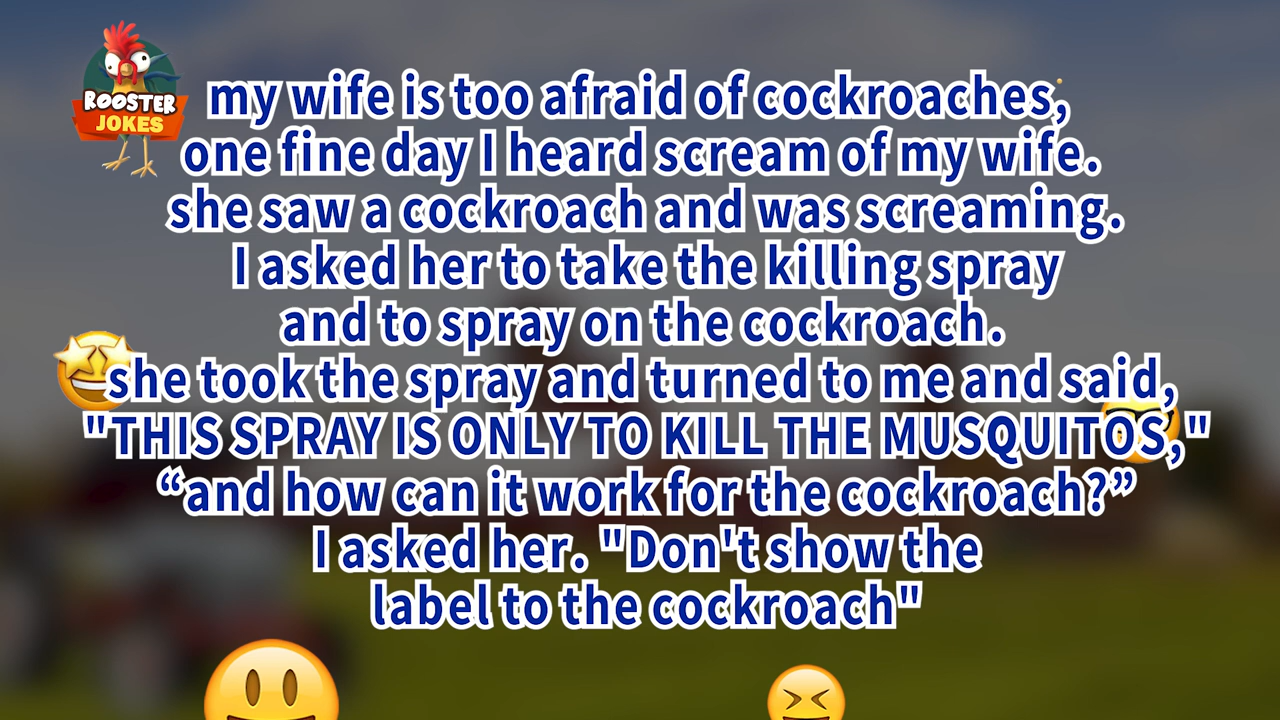 ROOSTER
JOKES
my wife is too afraid of cockroaches,
one fine day I heard scream of my wife.
she saw a cockroach and was screaming.
I asked her to take the killing spray
and to spray on the cockroach.
she took the spray and turned to me and said,
"THIS SPRAY IS ONLY TO KILL THE MUSQUITOS,"
“and how can it work for the cockroach?”
I asked her. "Don't show the
label to the cockroach"